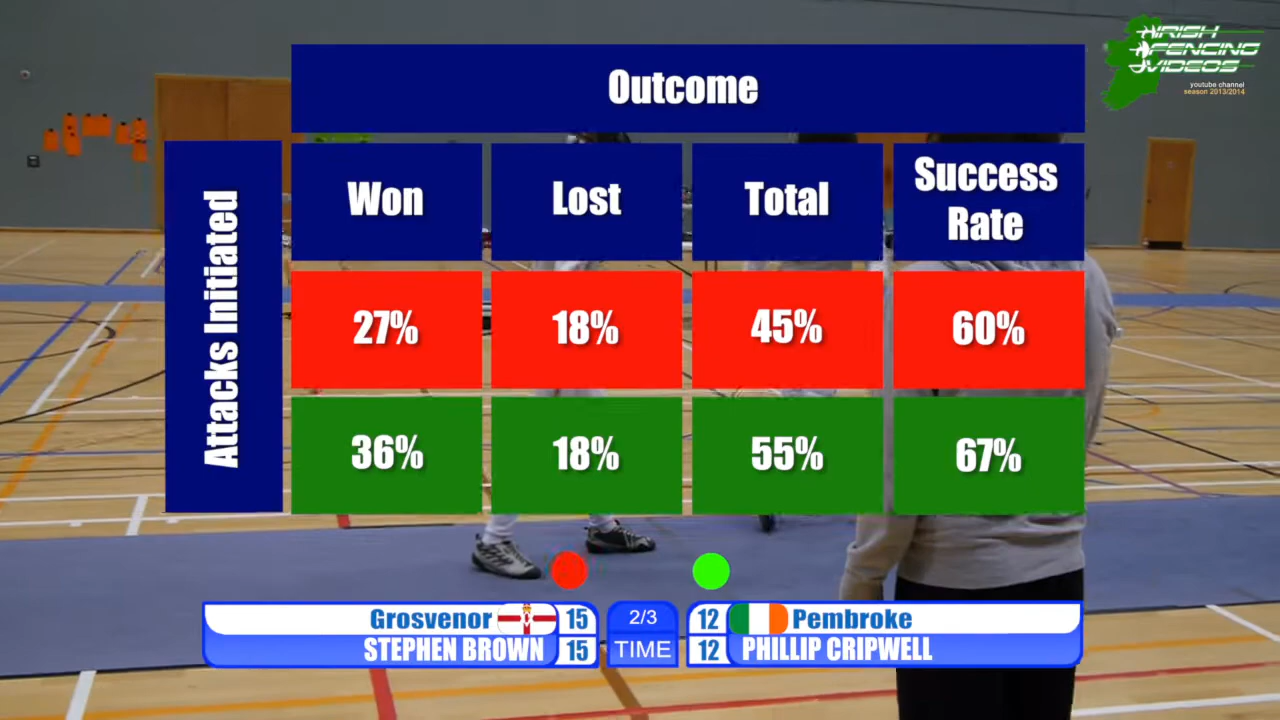 IRISH
FENCING
VIDEOS
youtube channel
season 2013/2014
Outcome
Attacks Initiated
Won
Lost
Total
Success
Rate
27%
18%
45%
60%
36%
18%
55%
67%
Grosvenor 15 2/3 12 Pembroke
STEPHEN BROWN 15 TIME 12 PHILLIP CRIPWELL